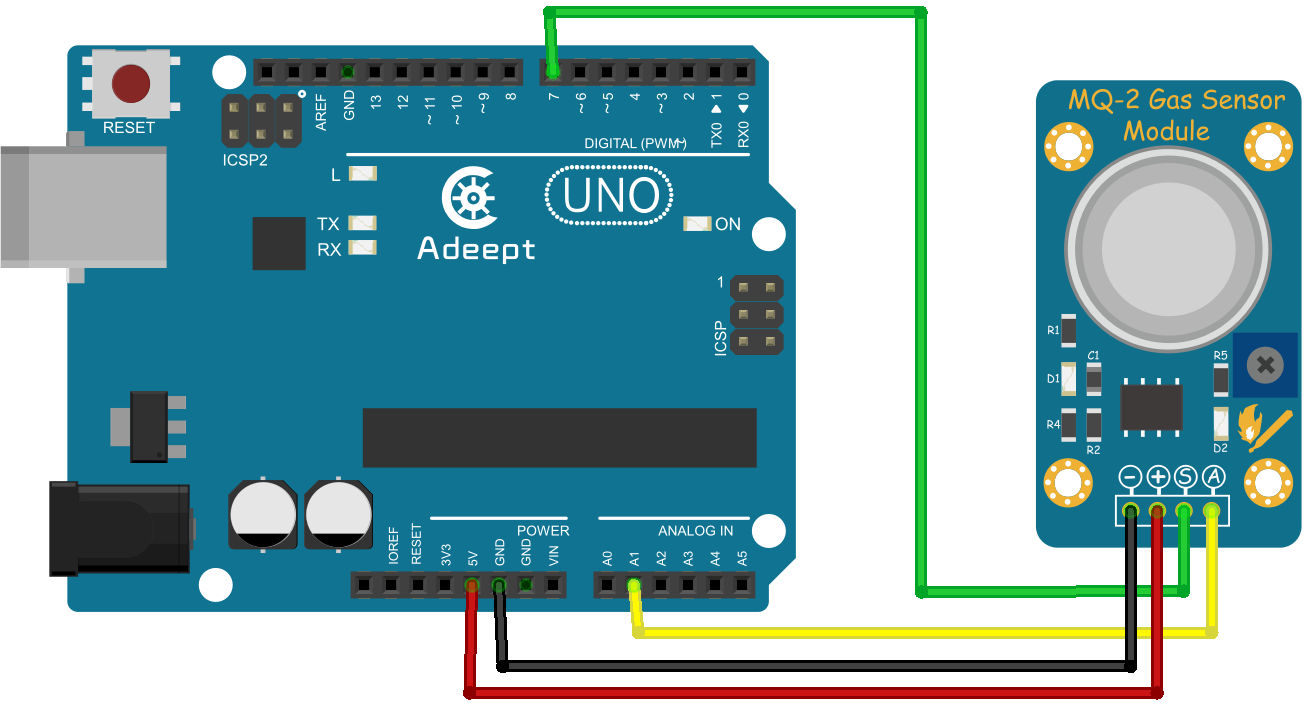 RESET
ICSP2
AREF
GND
13
12
~11
~10
~9
8
7
~6
~5
4
~3
2
TX0 ▶ 1
RX0 ◀ 0
DIGITAL (PWM~)
L
TX
RX
Adeept
UNO
ON
1
ICSP
POWER
ANALOG IN
IOREF
RESET
3V3
5V
GND
GND
VIN
A0
A1
A2
A3
A4
A5
MQ-2 Gas Sensor
Module
R1
D1
C1
R5
R4
R2
D2
− + S A